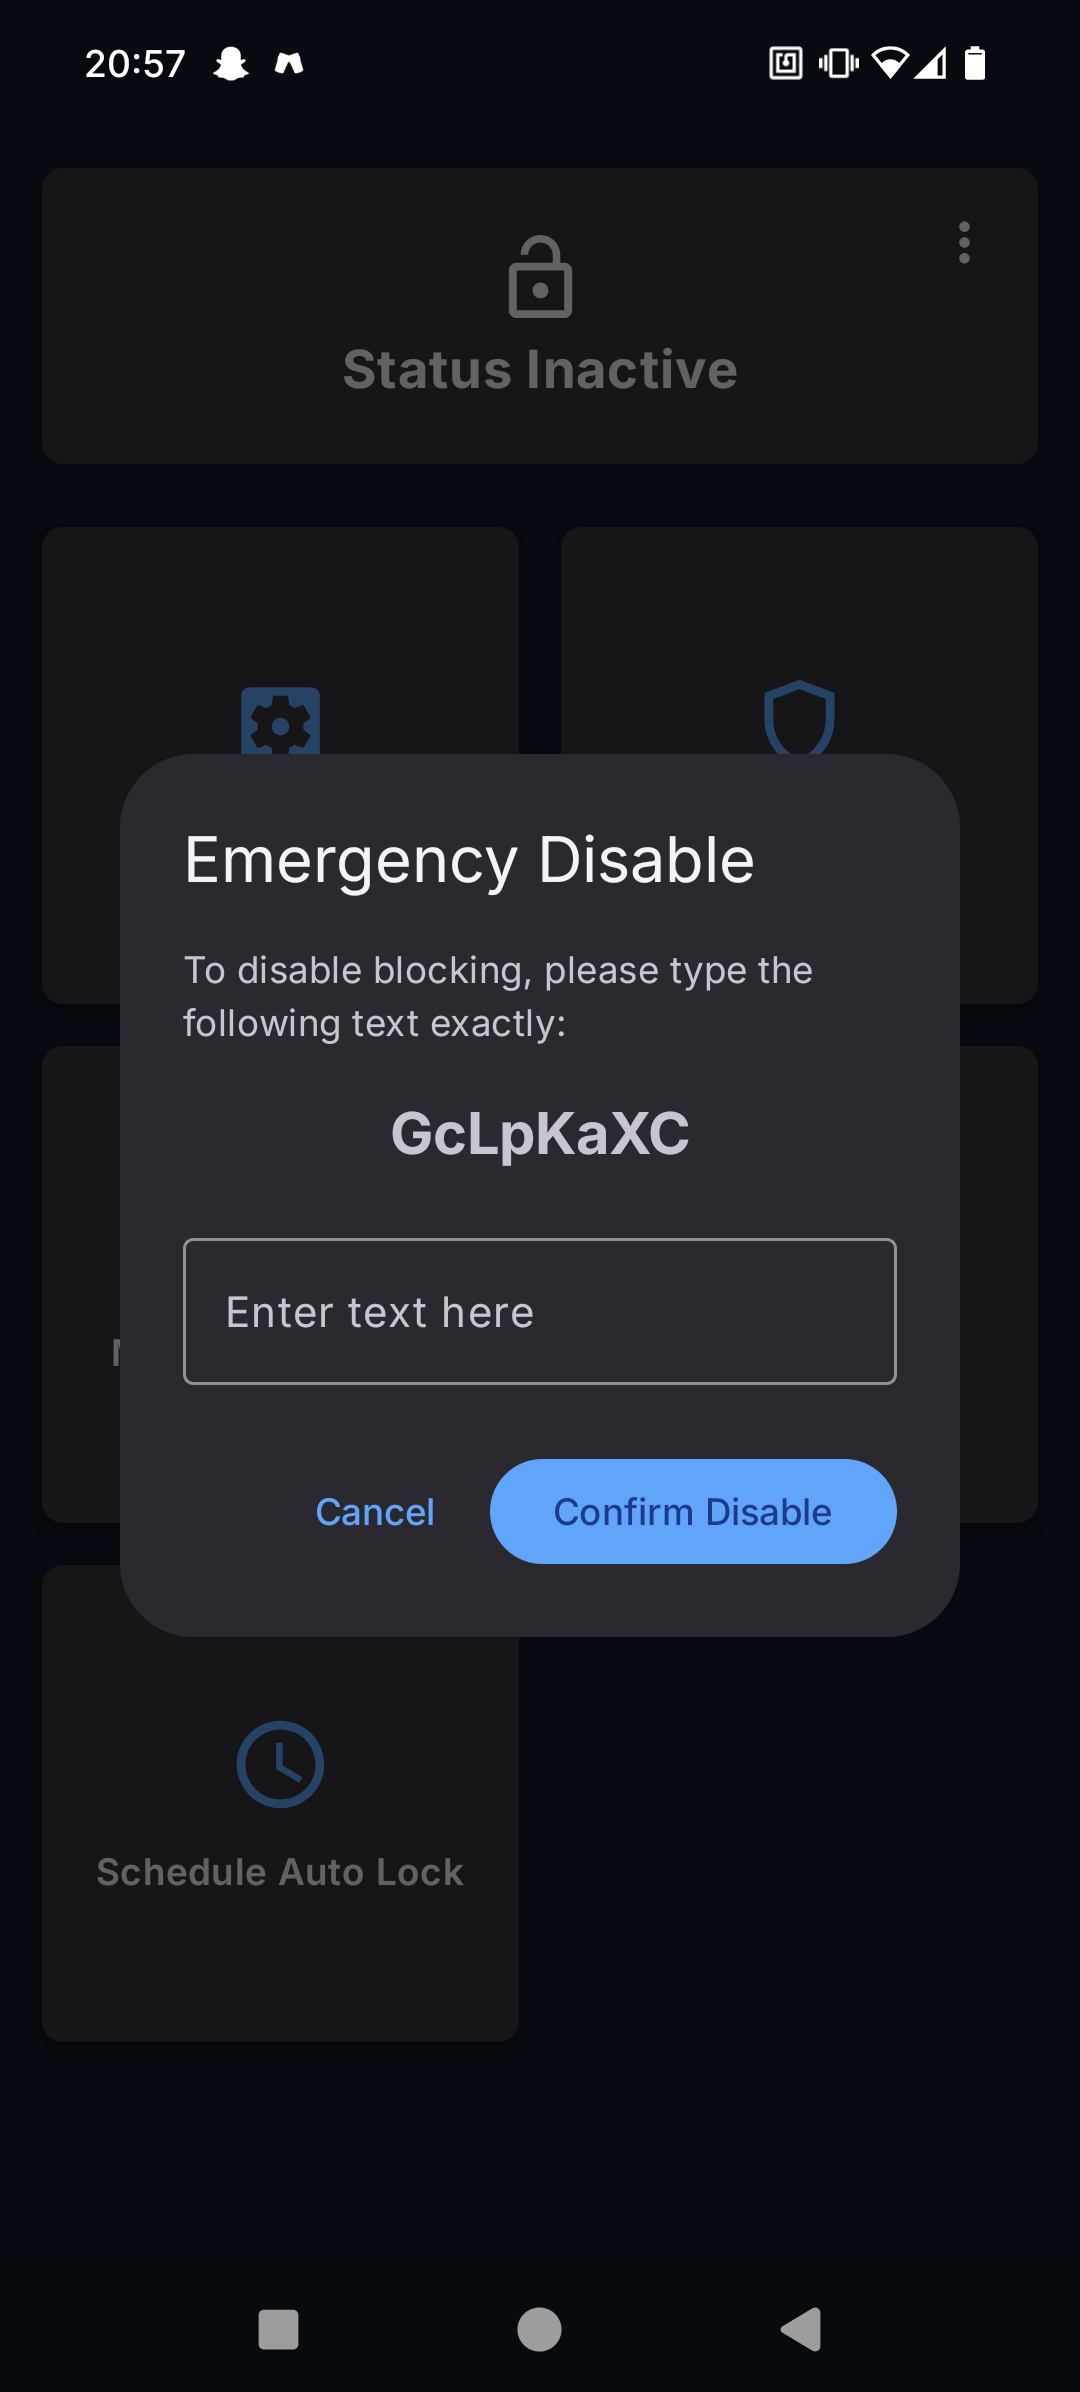 20:57
Status Inactive
Emergency Disable
To disable blocking, please type the
following text exactly:
GcLpKaXC
Enter text here
Cancel
Confirm Disable
Schedule Auto Lock